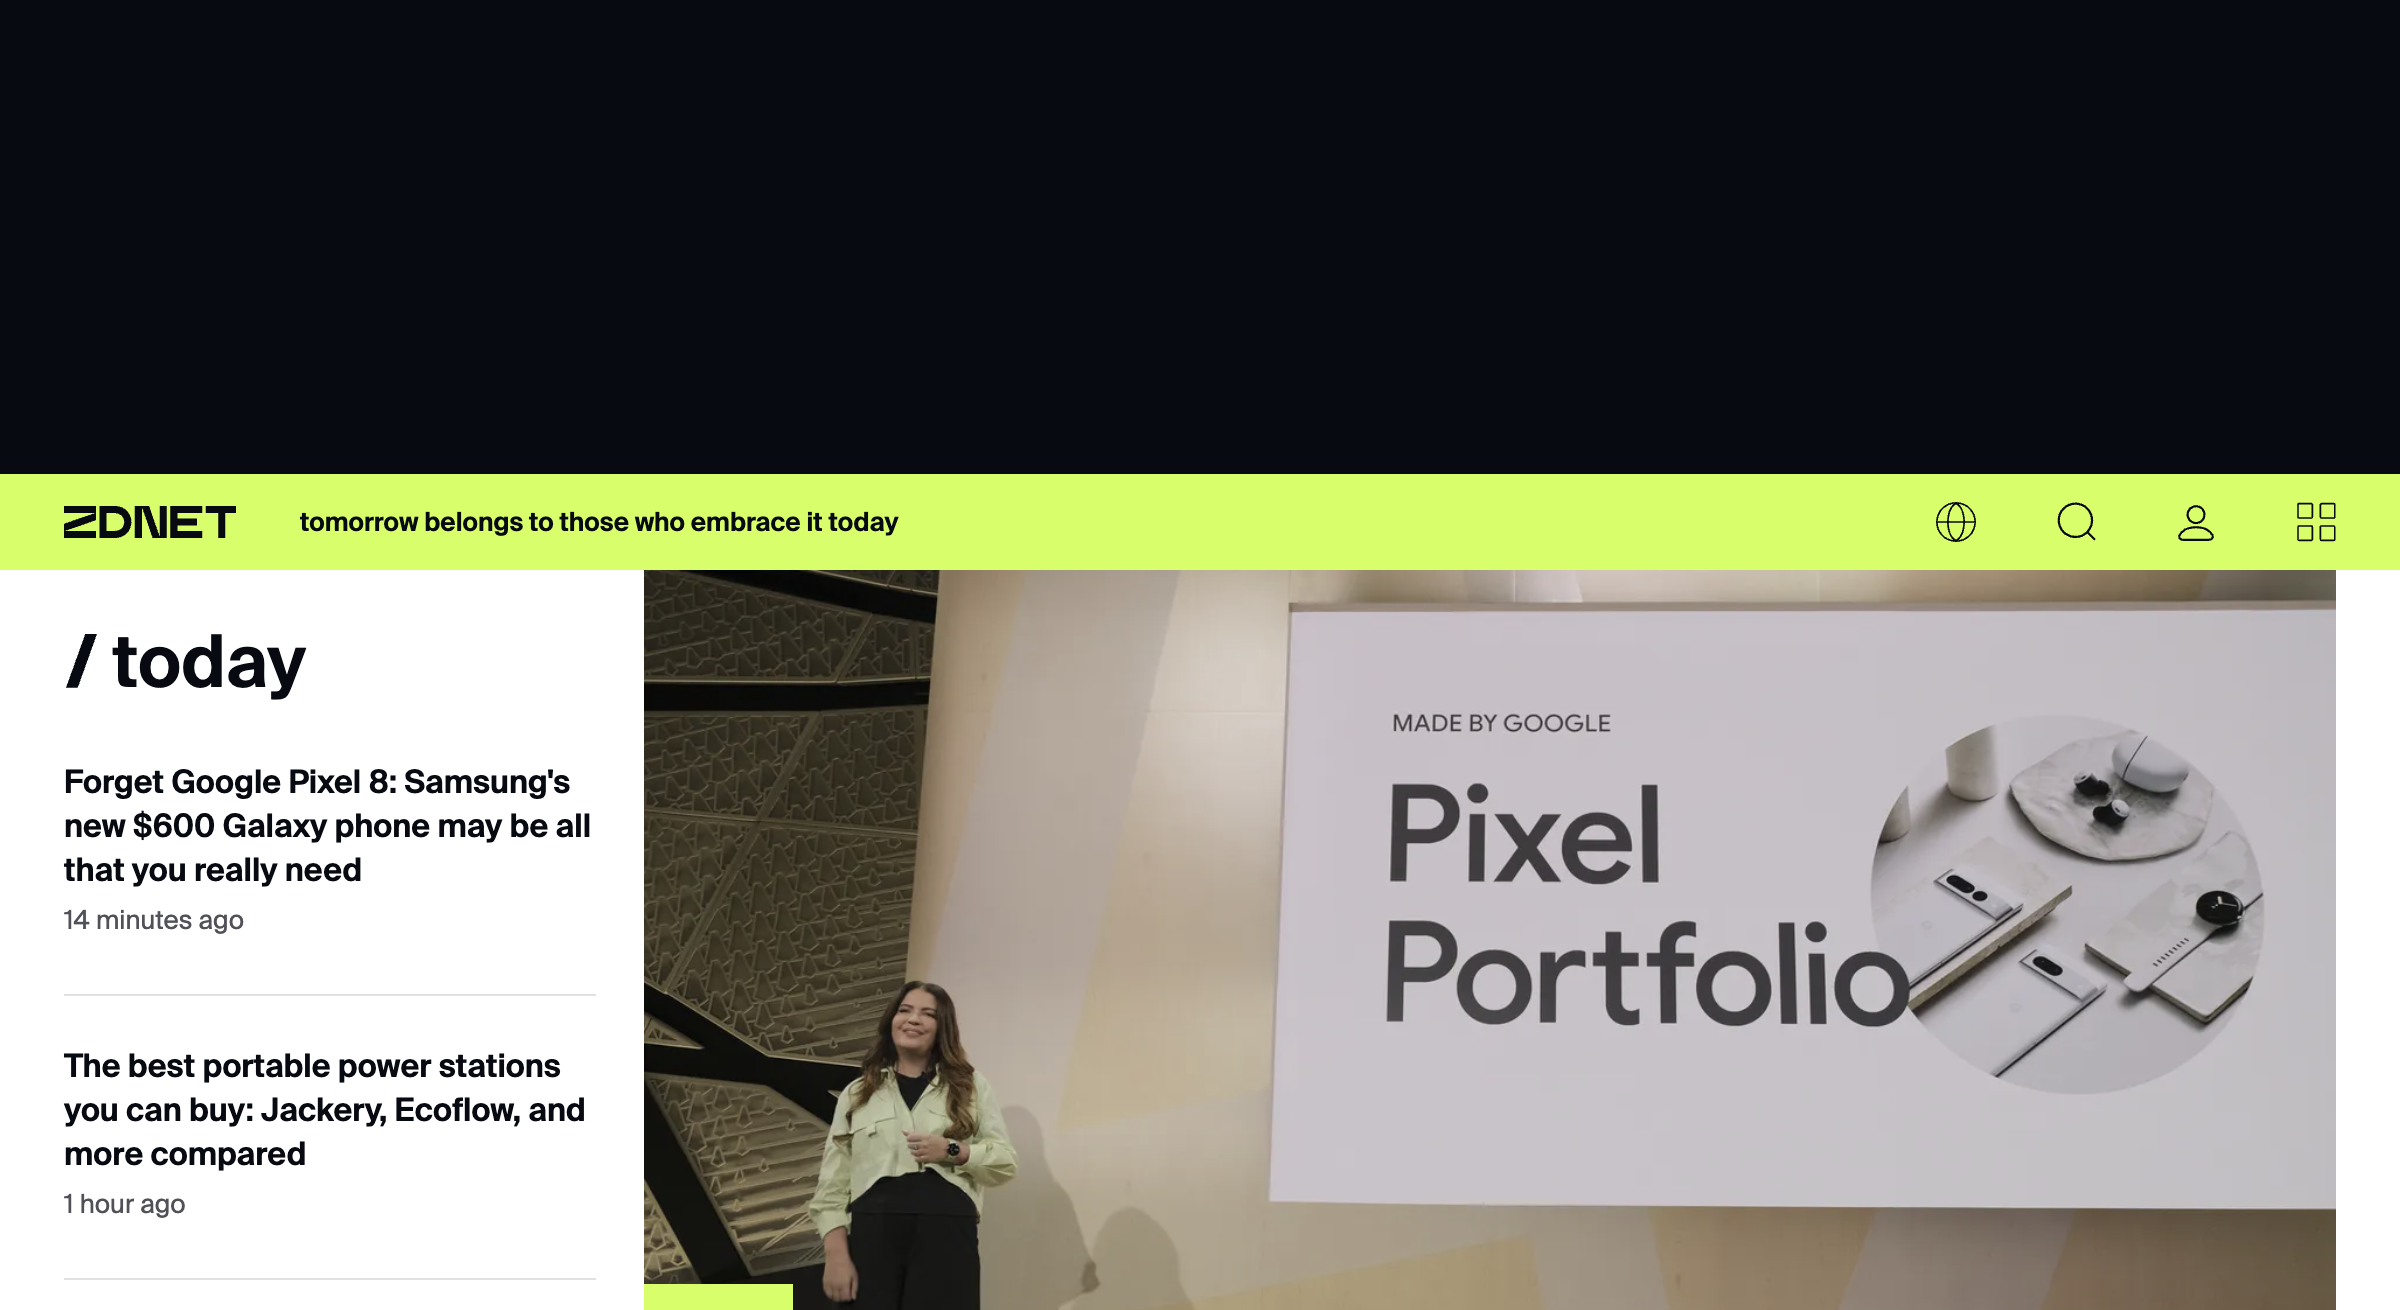 ZDNET
tomorrow belongs to those who embrace it today
/ today
Forget Google Pixel 8: Samsung's
new $600 Galaxy phone may be all
that you really need
14 minutes ago
The best portable power stations
you can buy: Jackery, Ecoflow, and
more compared
1 hour ago
MADE BY GOOGLE
Pixel
Portfolio